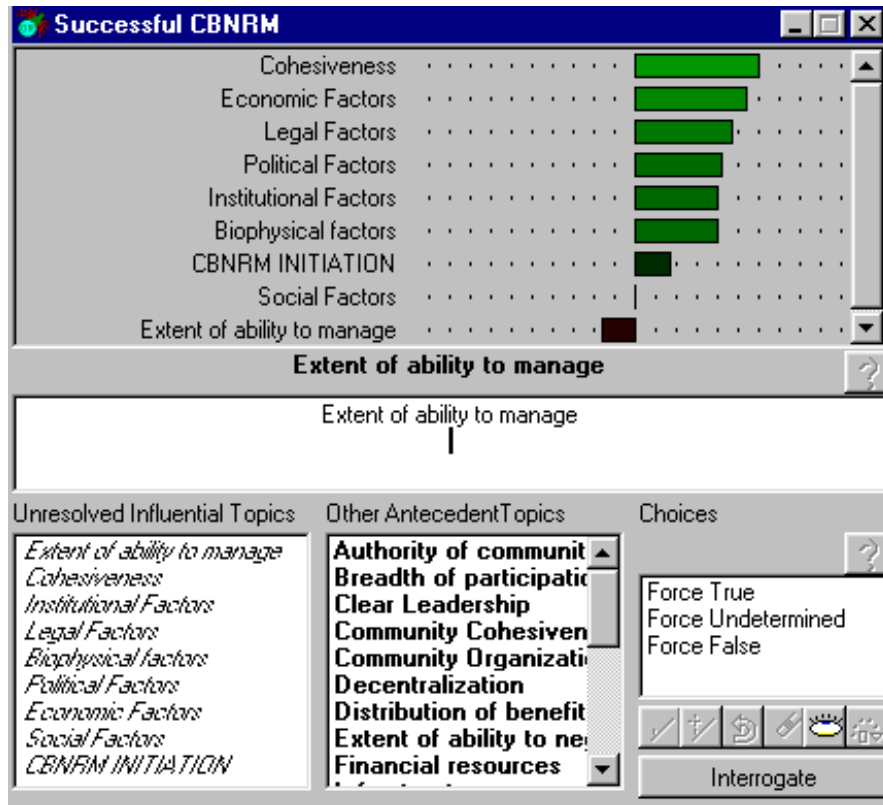 Successful CBNRM
Cohesiveness
Economic Factors
Legal Factors
Political Factors
Institutional Factors
Biophysical factors
CBNRM INITIATION
Social Factors
Extent of ability to manage
Extent of ability to manage
?
Extent of ability to manage
Unresolved Influential Topics
Extent of ability to manage
Cohesiveness
Institutional Factors
Legal Factors
Biophysical factors
Political Factors
Economic Factors
Social Factors
CBNRM INITIATION
Other AntecedentTopics
Authority of communit
Breadth of participatio
Clear Leadership
Community Cohesiven
Community Organizati
Decentralization
Distribution of benefit
Extent of ability to neg
Financial resources
Choices
?
Force True
Force Undetermined
Force False
Interrogate